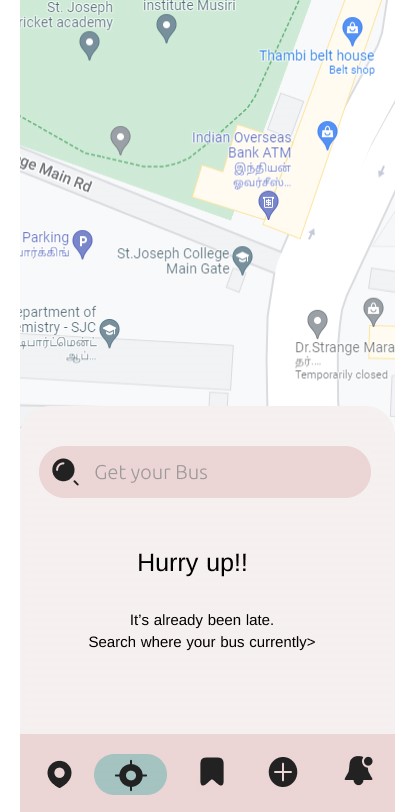 St. Joseph
ricket academy
institute Musiri
Thambi belt house
Belt shop
Indian Overseas
Bank ATM
இந்தியன்
ஓவர்சீஸ்...
ge Main Rd
Parking
பார்க்கிங்
St.Joseph College
Main Gate
epartment of
emistry - SJC
டிபார்ட்மெண்ட்
ஆப்...
Dr.Strange Mara
தர்....
Temporarily closed
Get your Bus
Hurry up!!
It's already been late.
Search where your bus currently>